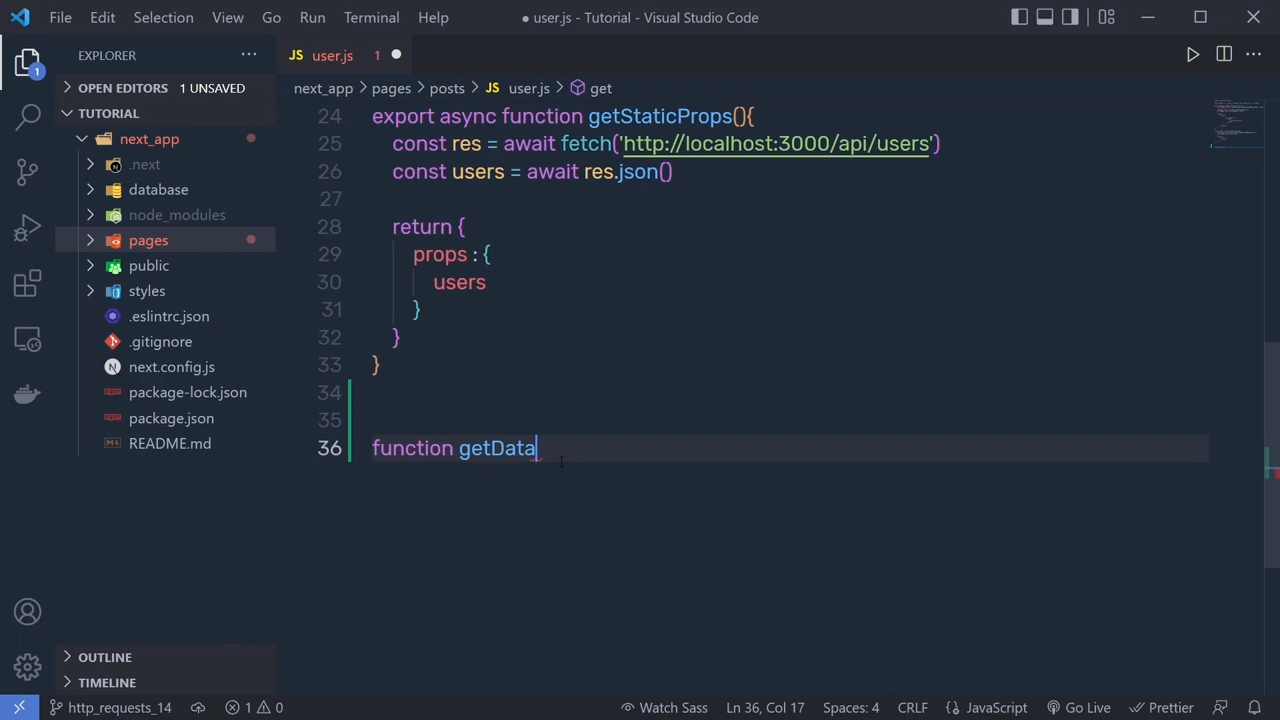 File Edit Selection View Go Run Terminal Help ● user.js - Tutorial - Visual Studio Code
EXPLORER ···
JS user.js 1
1
OPEN EDITORS 1 UNSAVED
next_app > pages > posts > JS user.js > get
TUTORIAL
next_app
.next
database
node_modules
pages
public
styles
.eslintrc.json
.gitignore
next.config.js
package-lock.json
package.json
README.md
24 export async function getStaticProps(){
25 const res = await fetch('http://localhost:3000/api/users')
26 const users = await res.json()
27
28 return {
29 props : {
30 users
31 }
32 }
33 }
34
35
36 function getData
OUTLINE
TIMELINE
http_requests_14 1 0 Watch Sass Ln 36, Col 17 Spaces: 4 CRLF { } JavaScript Go Live Prettier